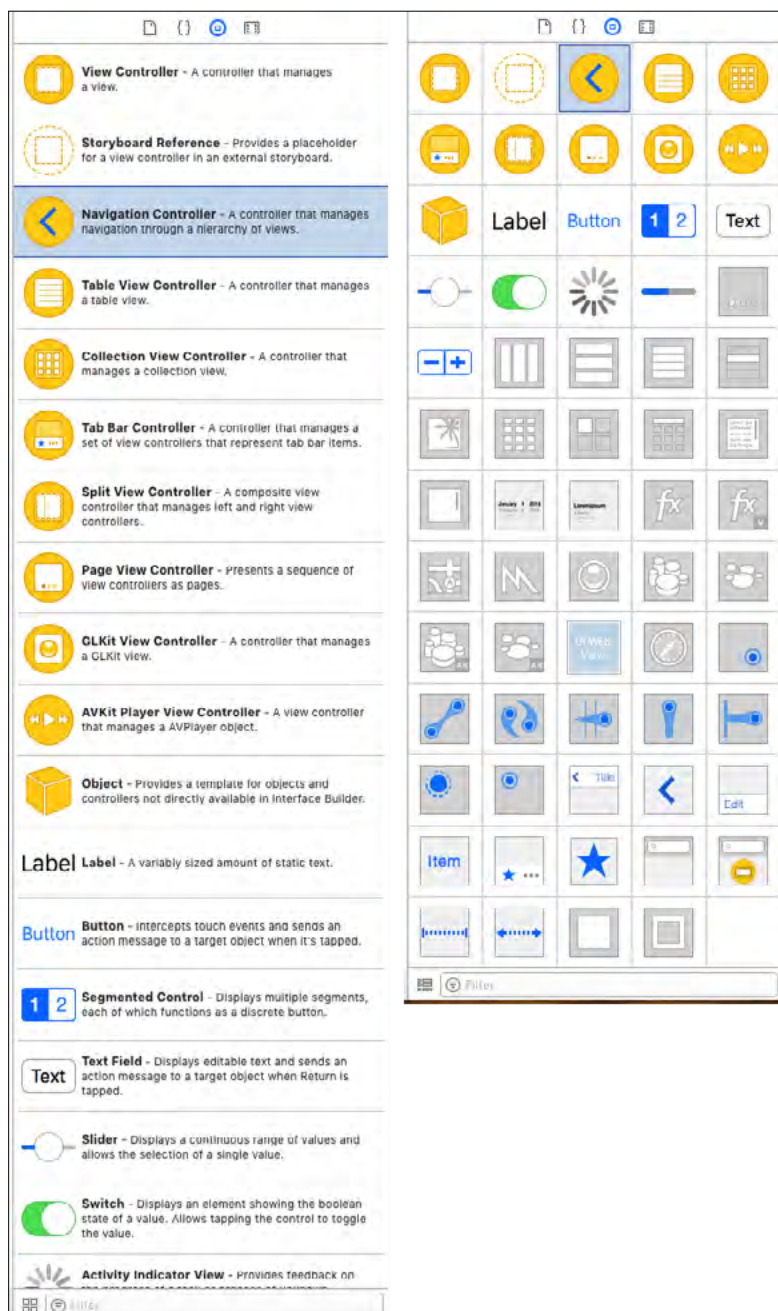 View Controller - A controller that manages
a view.
Storyboard Reference - Provides a placeholder
for a view controller in an external storyboard.
Navigation Controller - A controller that manages
navigation through a hierarchy of views.
Table View Controller - A controller that manages
a table view.
Collection View Controller - A controller that
manages a collection view.
Tab Bar Controller - A controller that manages a
set of view controllers that represent tab bar items.
Split View Controller - A composite view
controller that manages left and right view
controllers.
Page View Controller - Presents a sequence of
view controllers as pages.
GLKit View Controller - A controller that manages
a GLKit view.
AVKit Player View Controller - A view controller
that manages a AVPlayer object.
Object - Provides a template for objects and
controllers not directly available in Interface Builder.
Label
Label - A variably sized amount of static text.
Button
Button - Intercepts touch events and sends an
action message to a target object when it's tapped.
1 2
Segmented Control - Displays multiple segments,
each of which functions as a discrete button.
Text
Text Field - Displays editable text and sends an
action message to a target object when Return is
tapped.
Slider - Displays a continuous range of values and
allows the selection of a single value.
Switch - Displays an element showing the boolean
state of a value. Allows tapping the control to toggle
the value.
Activity Indicator View - Provides feedback on
Filter
Label
Button
1 2
Text
January 1 2015
fx
fx
V
AR
AR
UIWeb
View
Title
Edit
Item
Filter